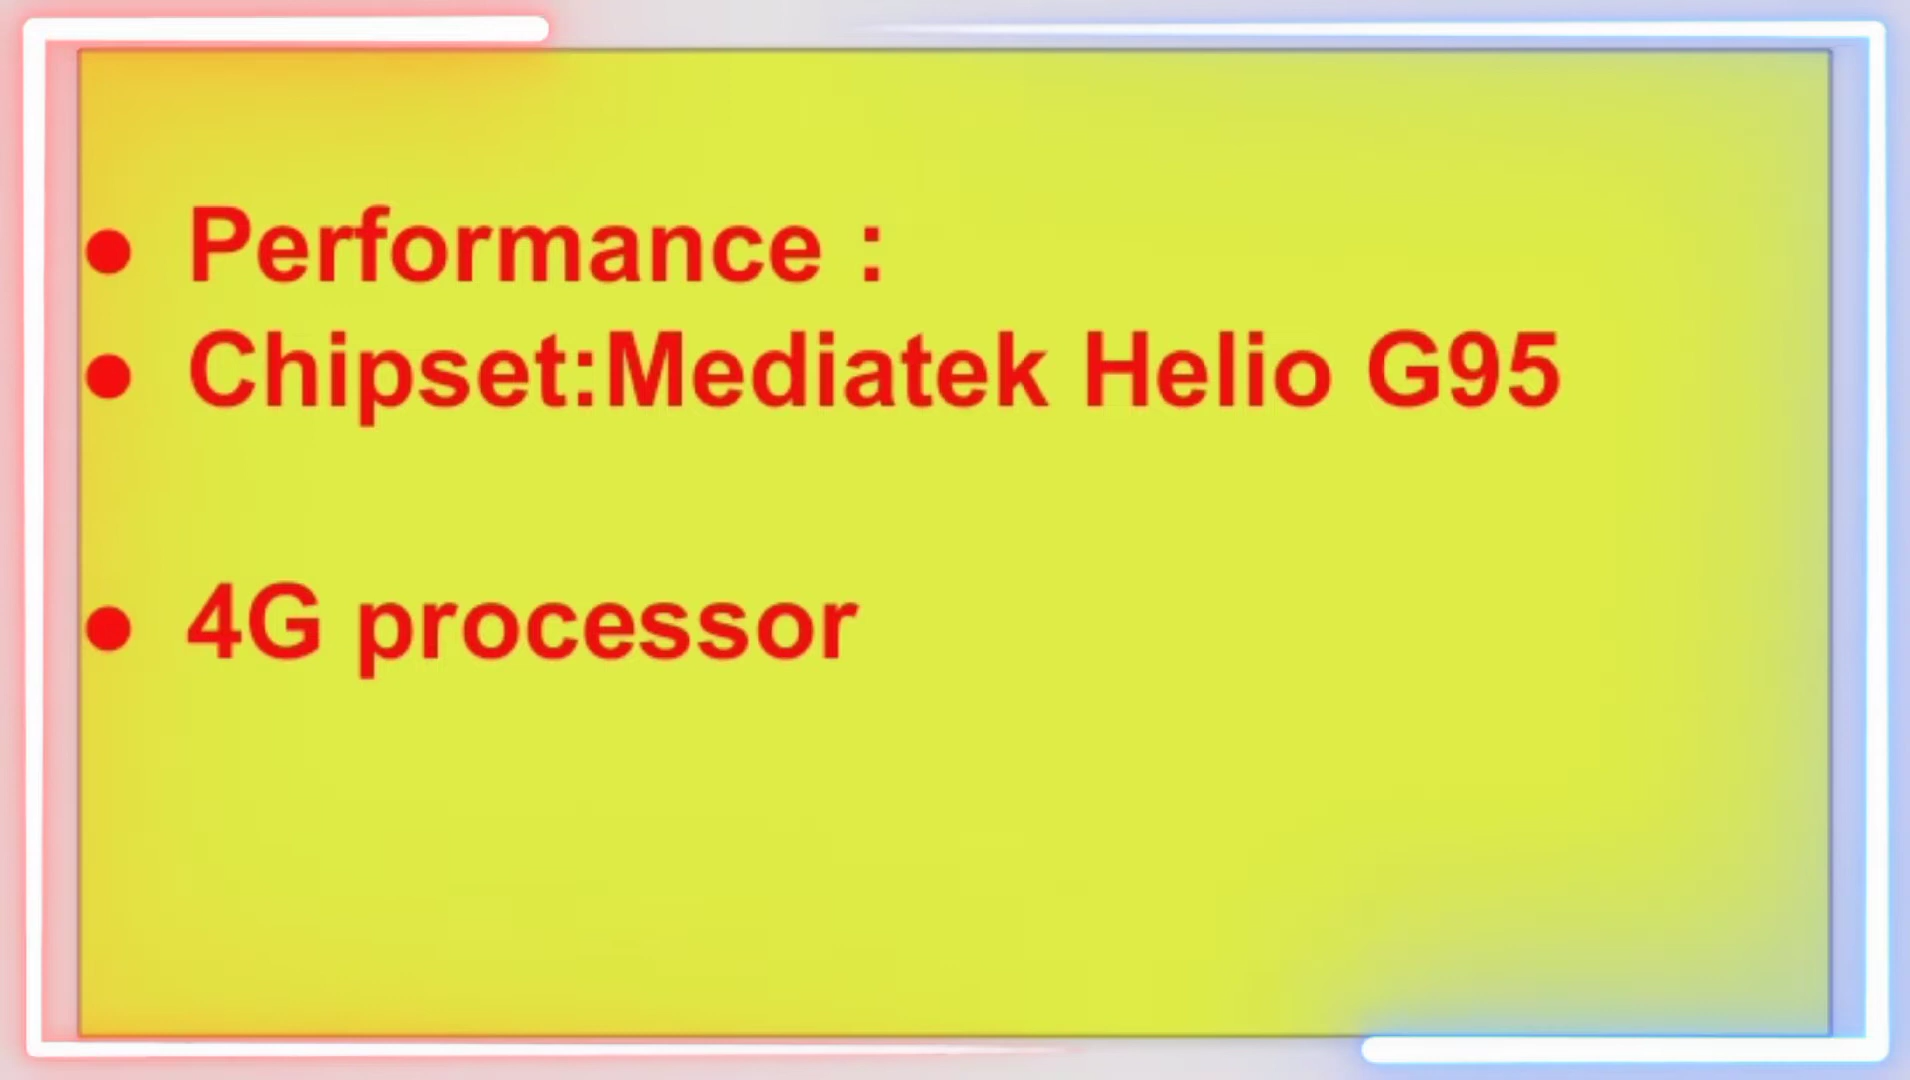 ● Performance :
● Chipset:Mediatek Helio G95
● 4G processor